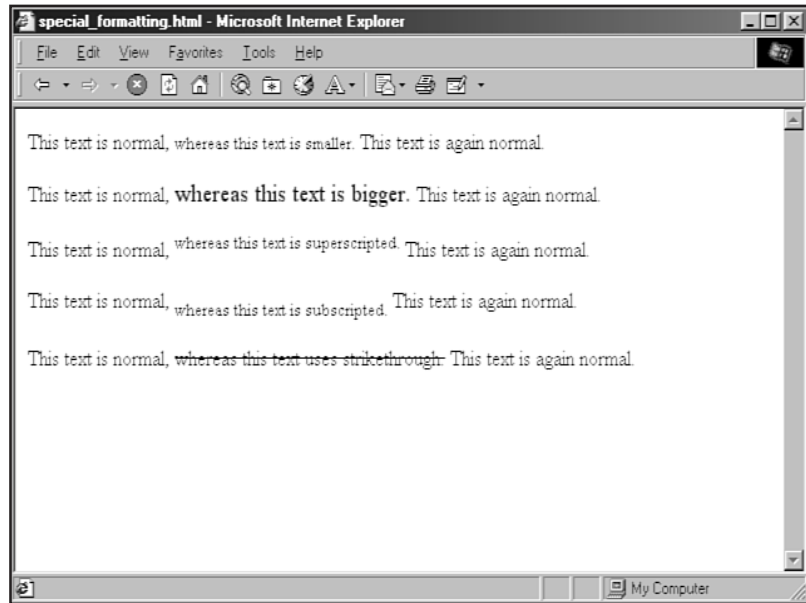 special_formatting.html - Microsoft Internet Explorer
File Edit View Favorites Tools Help
This text is normal, whereas this text is smaller. This text is again normal.
This text is normal, whereas this text is bigger. This text is again normal.
This text is normal, whereas this text is superscripted. This text is again normal.
This text is normal, whereas this text is subscripted. This text is again normal.
This text is normal, whereas this text uses strikethrough. This text is again normal.
My Computer